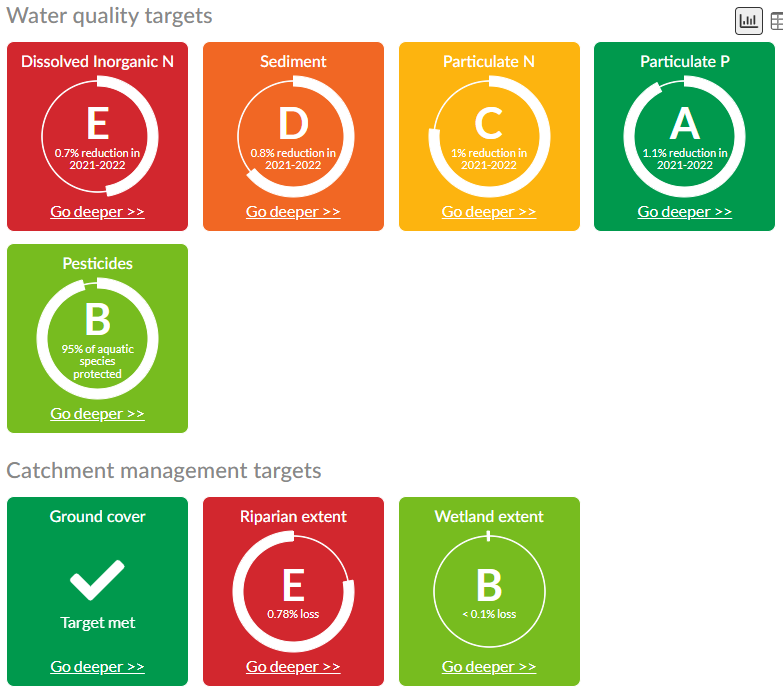 Water quality targets
Dissolved Inorganic N
E
0.7% reduction in
2021-2022
Go deeper >>
Sediment
D
0.8% reduction in
2021-2022
Go deeper >>
Particulate N
C
1% reduction in
2021-2022
Go deeper >>
Particulate P
A
1.1% reduction in
2021-2022
Go deeper >>
Pesticides
B
95% of aquatic
species
protected
Go deeper >>
Catchment management targets
Ground cover
Target met
Go deeper >>
Riparian extent
E
0.78% loss
Go deeper >>
Wetland extent
B
< 0.1% loss
Go deeper >>